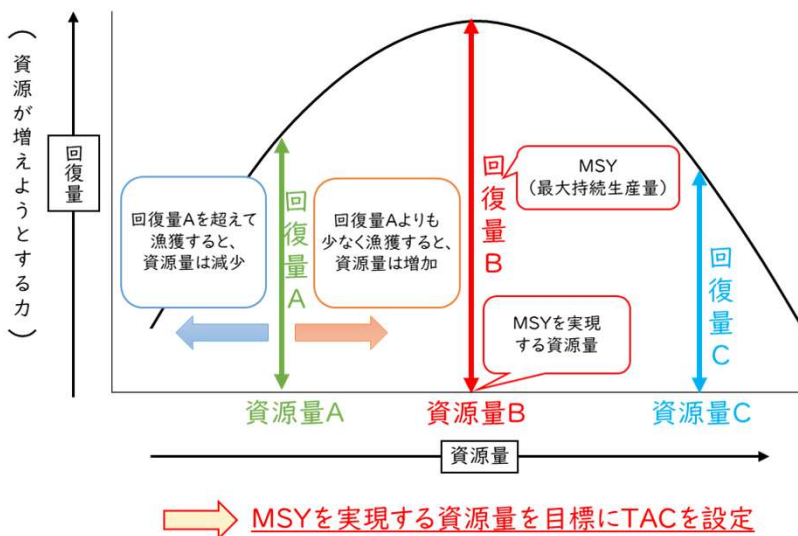 （資源が増えようとする力）
回復量
回復量Aを超えて
漁獲すると、
資源量は減少
回復量A
回復量Aよりも
少なく漁獲すると、
資源量は増加
回復量B
MSY
（最大持続生産量）
MSYを実現
する資源量
回復量C
資源量A
資源量B
資源量C
資源量
MSYを実現する資源量を目標にTACを設定